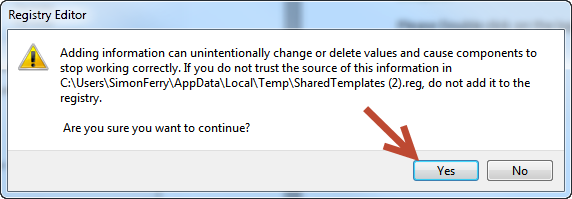 Registry Editor
Adding information can unintentionally change or delete values and cause components to
stop working correctly. If you do not trust the source of this information in
C:\Users\SimonFerry\AppData\Local\Temp\SharedTemplates (2).reg, do not add it to the
registry.
Are you sure you want to continue?
Yes No